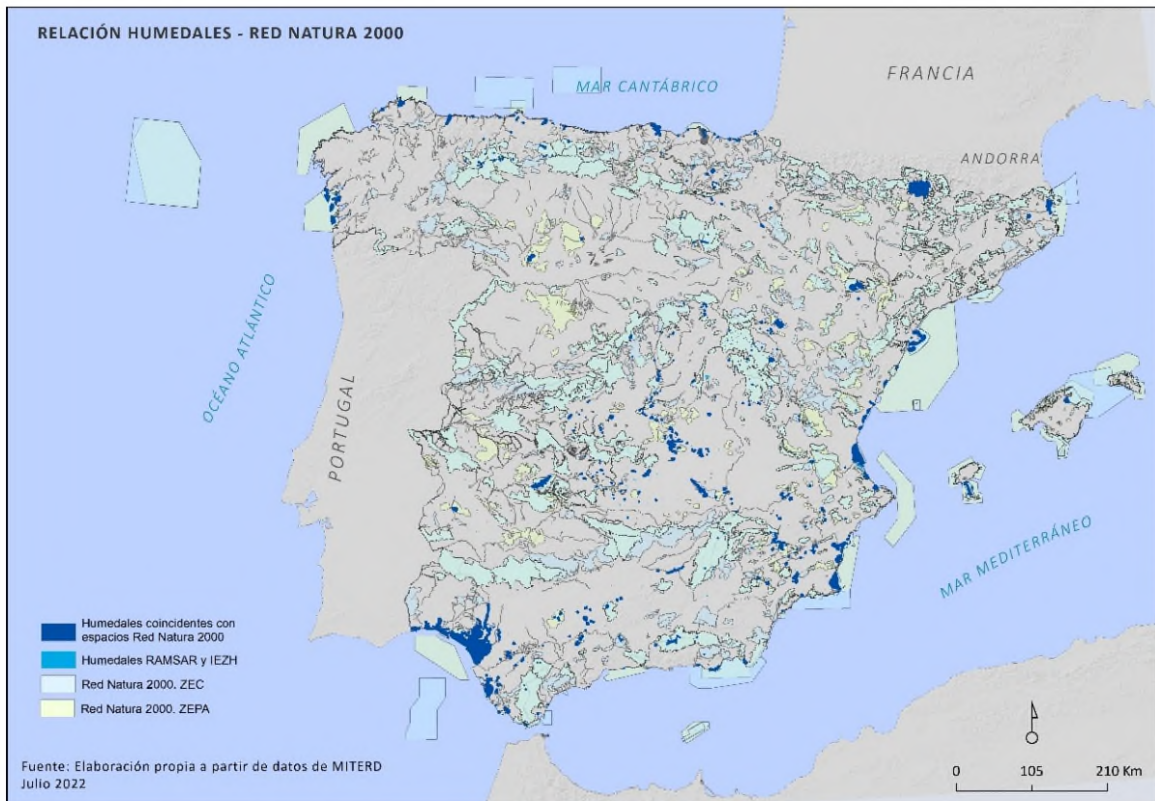 RELACIÓN HUMEDALES - RED NATURA 2000
FRANCIA
MAR CANTÁBRICO
ANDORRA
OCÉANO ATLÁNTICO
PORTUGAL
MAR MEDITERRÁNEO
Humedales coincidentes con
espacios Red Natura 2000
Humedales RAMSAR y IEZH
Red Natura 2000. ZEC
Red Natura 2000. ZEPA
Fuente: Elaboración propia a partir de datos de MITERD
Julio 2022
0 105 210 Km